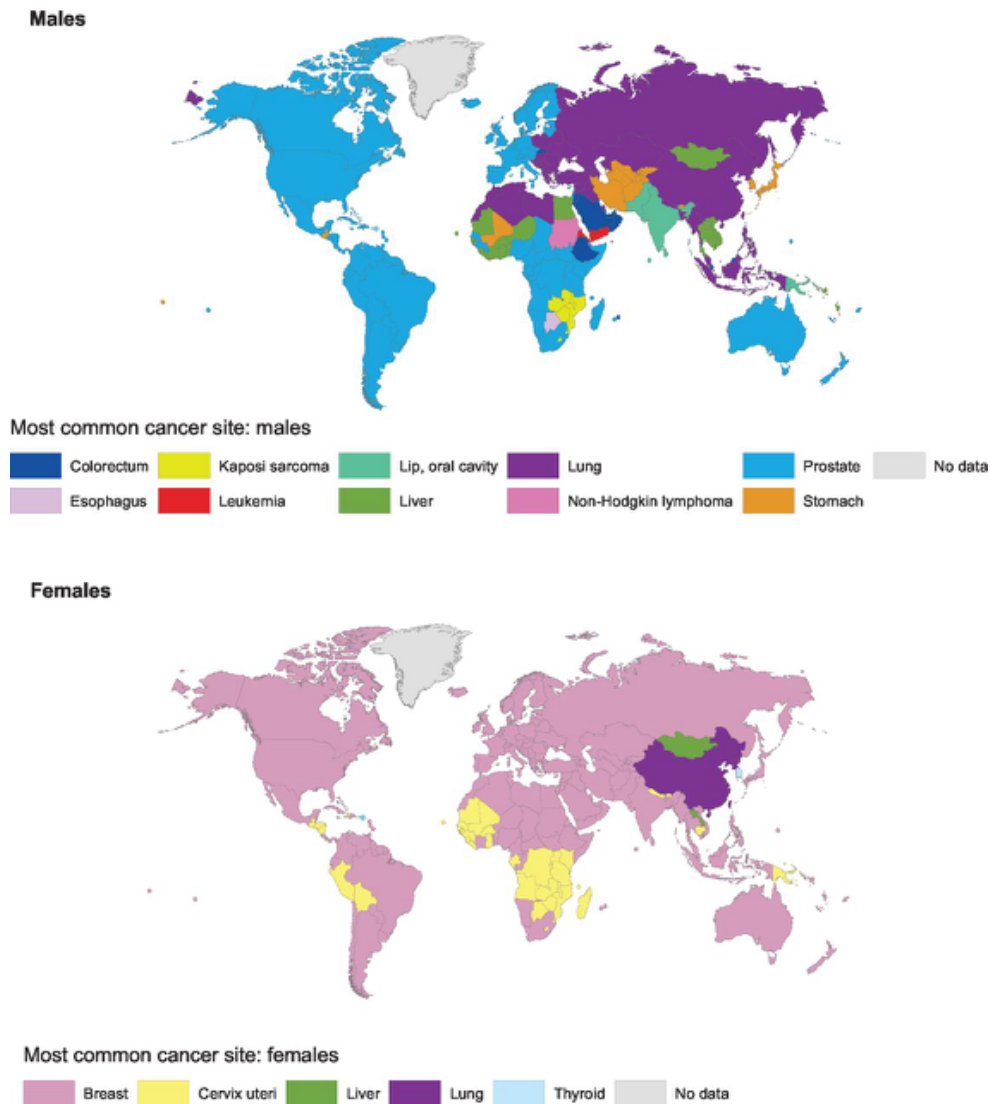 Males
Most common cancer site: males
Colorectum Kaposi sarcoma Lip, oral cavity Lung Prostate No data
Esophagus Leukemia Liver Non-Hodgkin lymphoma Stomach
Females
Most common cancer site: females
Breast Cervix uteri Liver Lung Thyroid No data